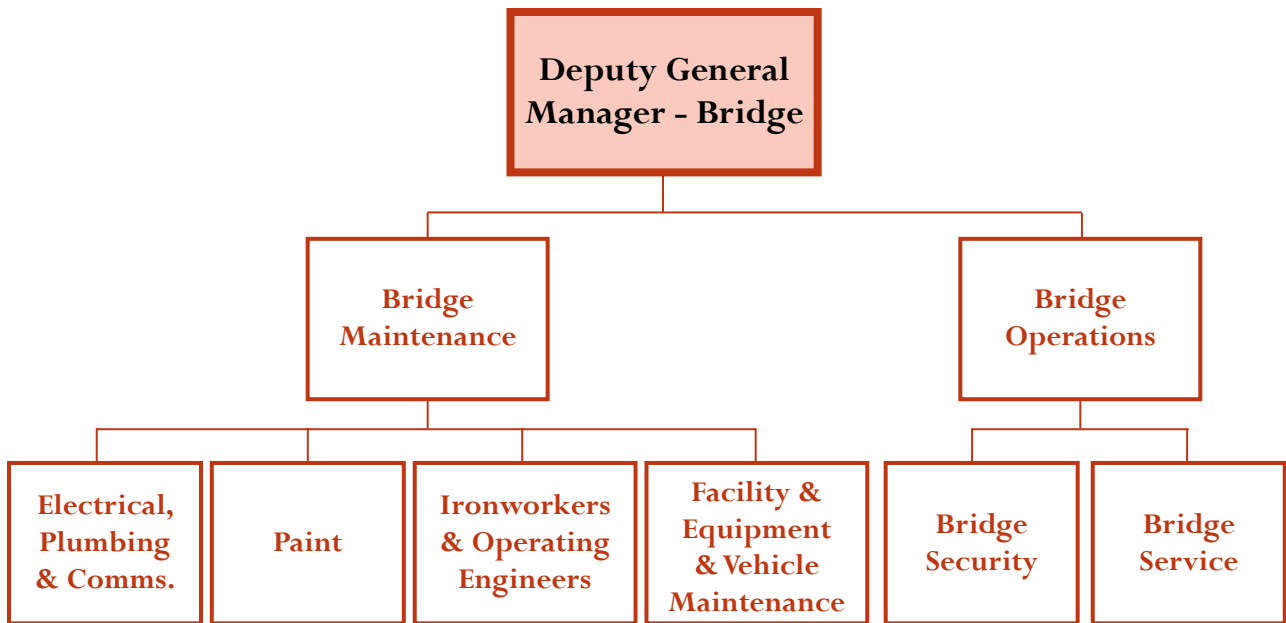 Deputy General
Manager - Bridge
Bridge
Maintenance
Bridge
Operations
Electrical,
Plumbing
& Comms.
Paint
Ironworkers
& Operating
Engineers
Facility &
Equipment
& Vehicle
Maintenance
Bridge
Security
Bridge
Service